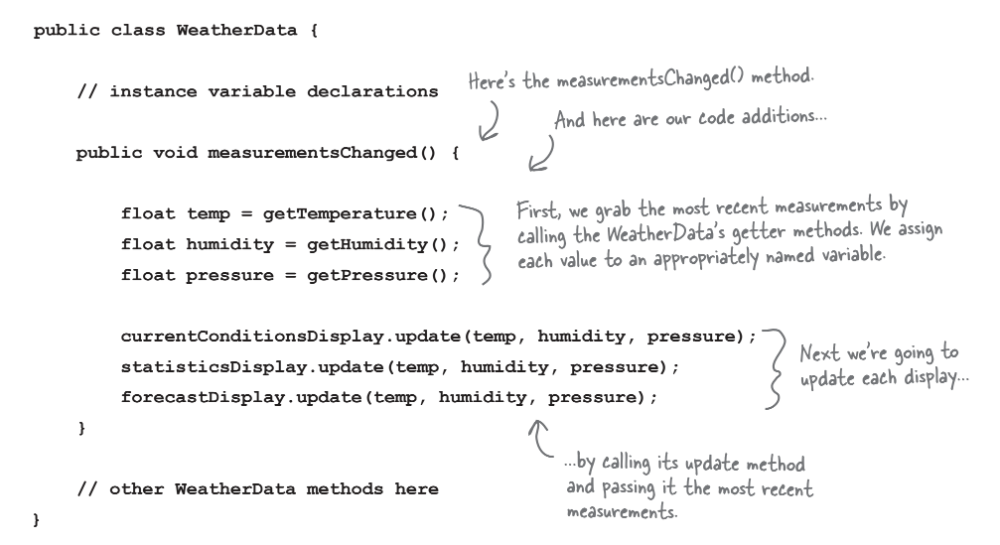 public class WeatherData {
// instance variable declarations
Here's the measurementsChanged() method.
And here are our code additions...
public void measurementsChanged() {
float temp = getTemperature();
float humidity = getHumidity();
float pressure = getPressure();
First, we grab the most recent measurements by
calling the WeatherData's getter methods. We assign
each value to an appropriately named variable.
currentConditionsDisplay.update(temp, humidity, pressure);
statisticsDisplay.update(temp, humidity, pressure);
forecastDisplay.update(temp, humidity, pressure);
Next we're going to
update each display...
}
...by calling its update method
and passing it the most recent
measurements.
// other WeatherData methods here
}